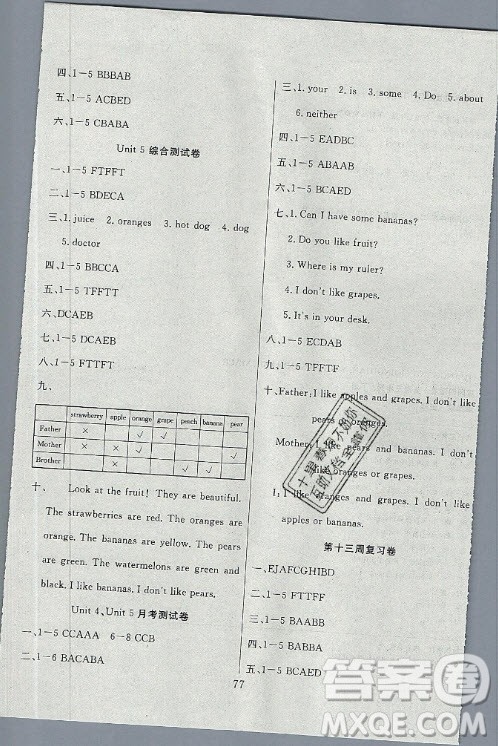 四、1-5 BBBAB
五、1-5 ACBED
六、1-5 CBABA
Unit 5 综合测试卷
一、1-5 FTFFT
二、1-5 BDECA
三、1. juice 2. oranges 3. hot dog 4. dog
5. doctor
四、1-5 BBCCA
五、1-5 TFFTT
六、DCAEB
七、1-5 DCAEB
八、1-5 FTTFT
九、
strawberry apple orange grape peach banana pear
Father × √ √
Mother × √ √
Brother × √ √
十、 Look at the fruit! They are beautiful.
The strawberries are red. The oranges are
orange. The bananas are yellow. The pears
are green. The watermelons are green and
black. I like bananas. I don't like pears.
Unit 4、Unit 5 月考测试卷
一、1-5 CCAAA 6-8 CCB
二、1-6 BACABA
三、1. your 2. is 3. some 4. Do 5. about
6. neither
四、1-5 EADBC
五、1-5 ABAAB
六、1-5 BCAED
七、1. Can I have some bananas?
2. Do you like fruit?
3. Where is my ruler?
4. I don't like grapes.
5. It's in your desk.
八、1-5 ECDAB
九、1-5 TFFTF
十、Father: I like apples and grapes. I don't like
pears or oranges.
Mother: I like pears and bananas. I don't
like oranges or grapes.
I: I like oranges and grapes. I don't like
apples or bananas.
第十三周复习卷
一、EJAFCGHIBD
二、1-5 FFTFT
三、1-5 BBAAA
四、1-5 BABBA
五、1-5 BCAED
77
答案圈
MXQE.COM